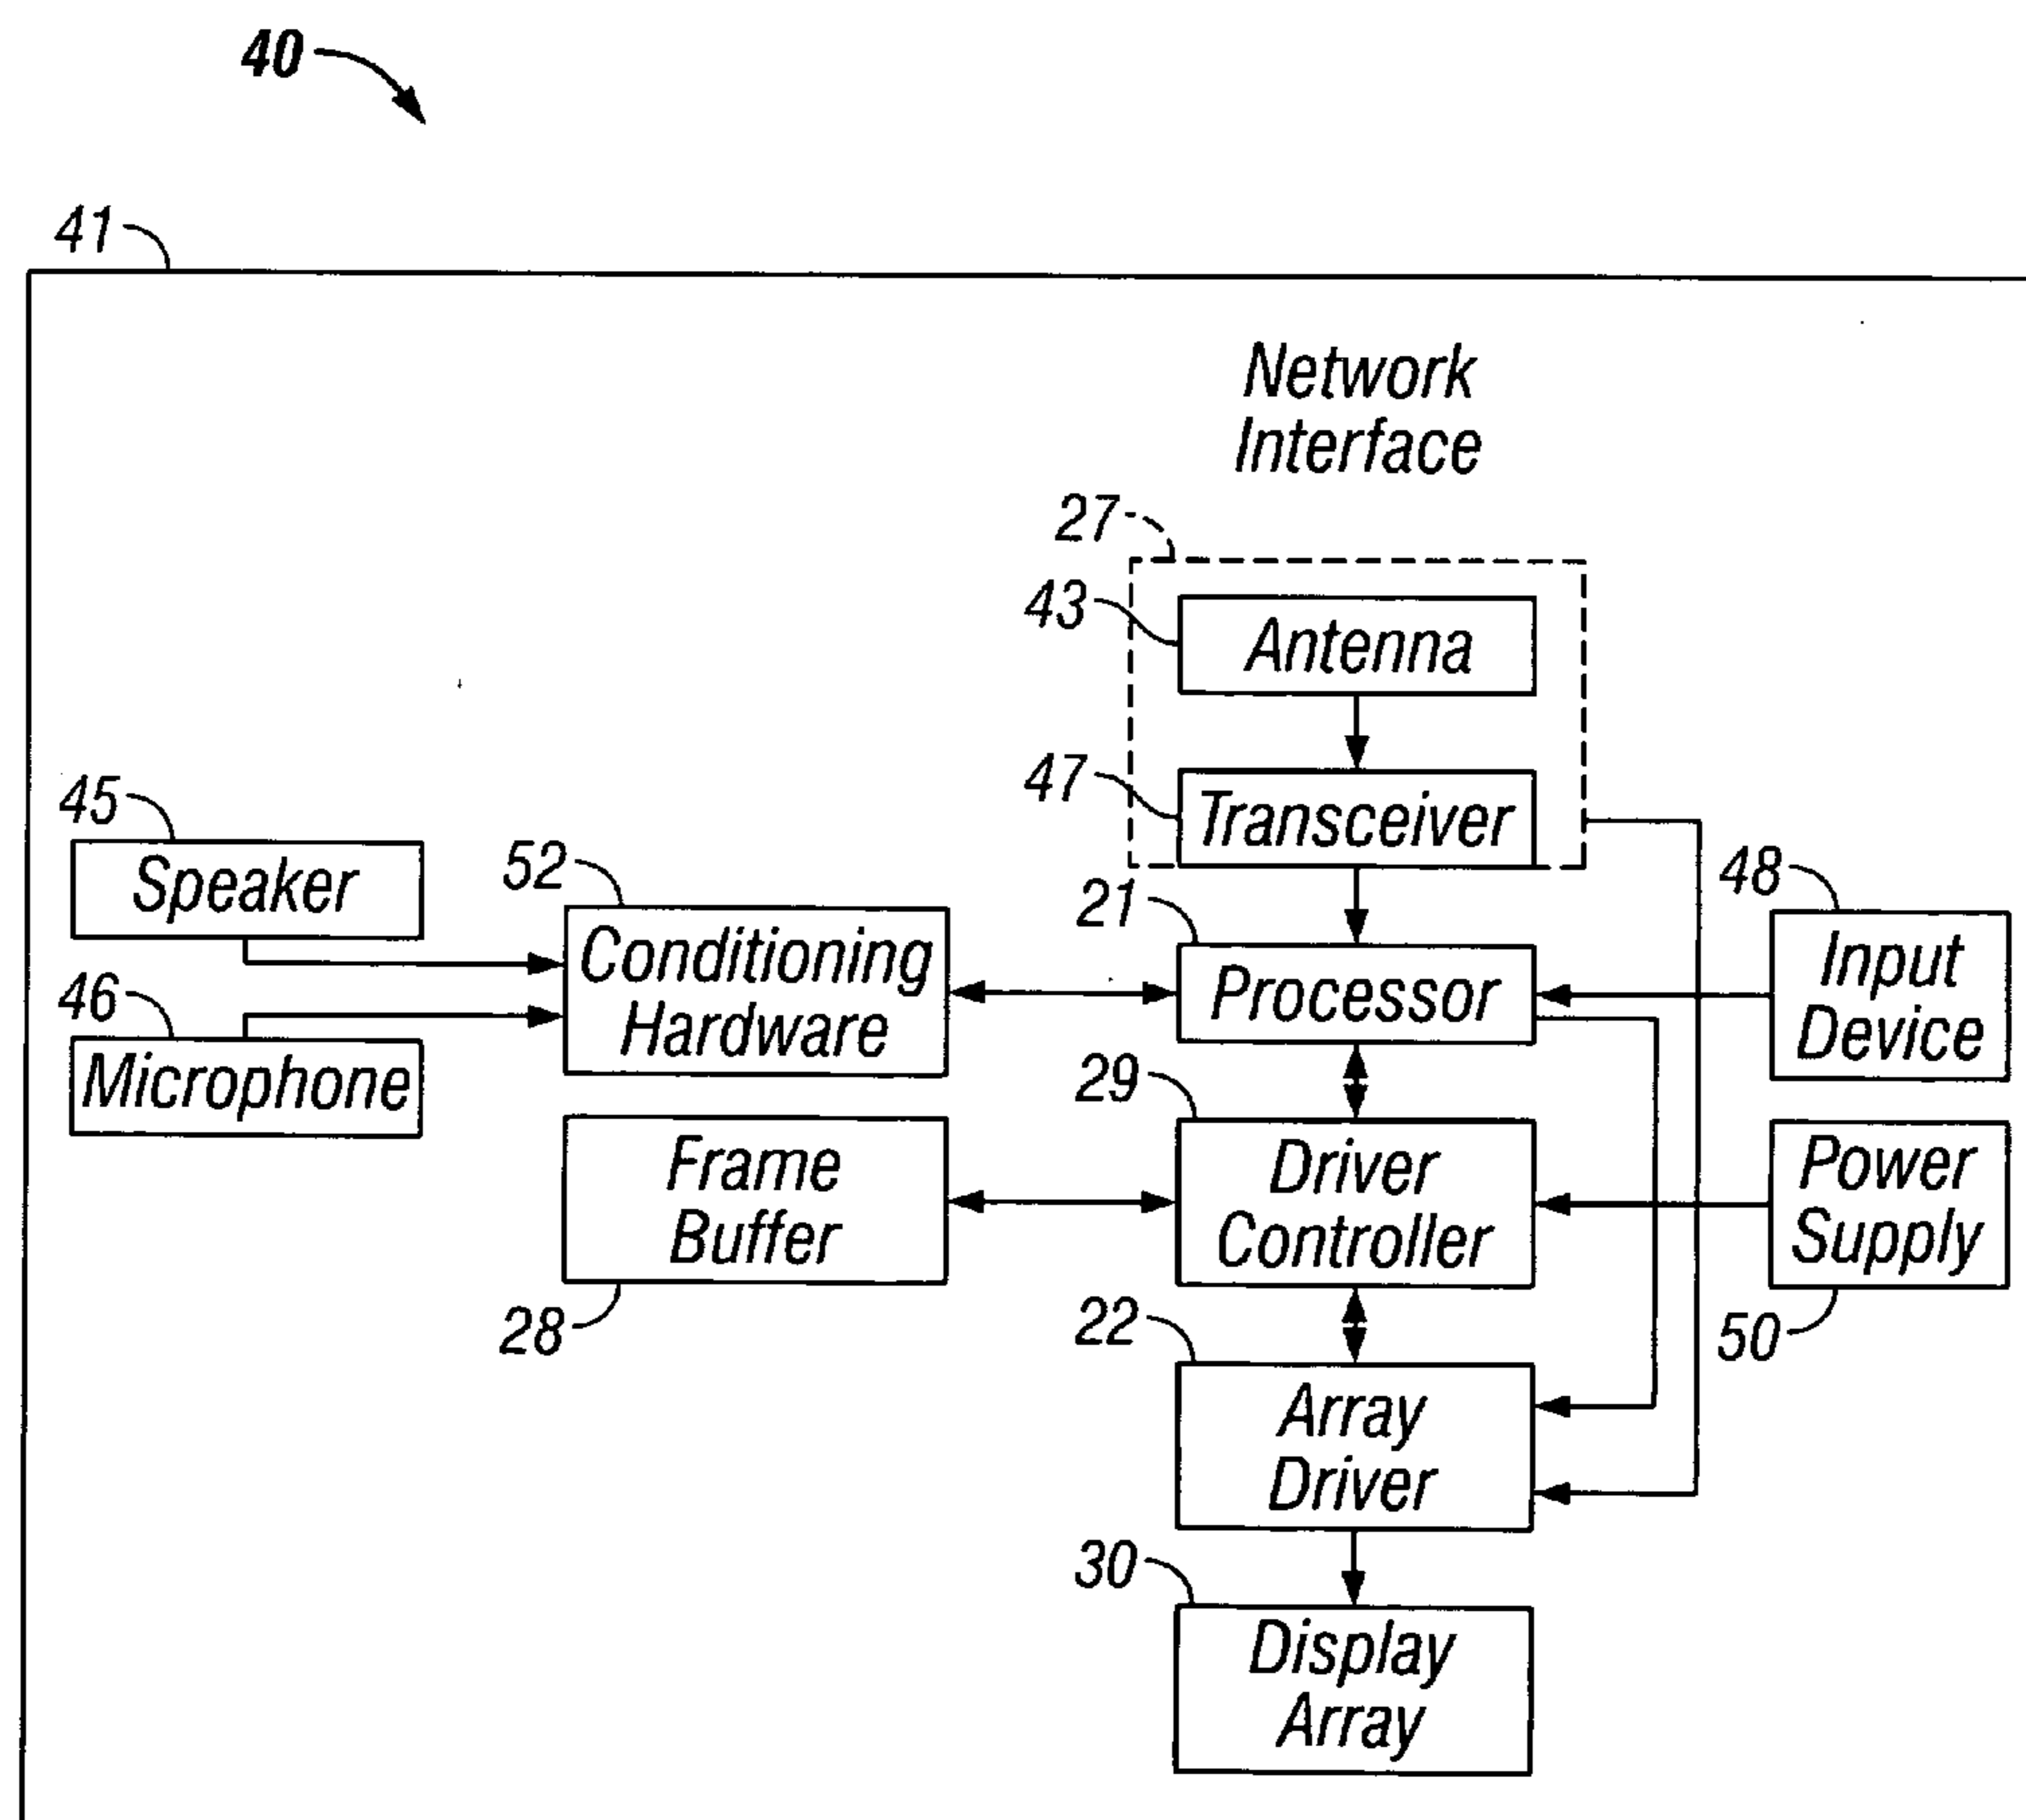 40
41
Network
Interface
27
43
Antenna
47
Transceiver
45
Speaker
52
Conditioning
Hardware
21
Processor
48
Input
Device
46
Microphone
29
Driver
Controller
Frame
Buffer
28
Power
Supply
50
22
Array
Driver
30
Display
Array